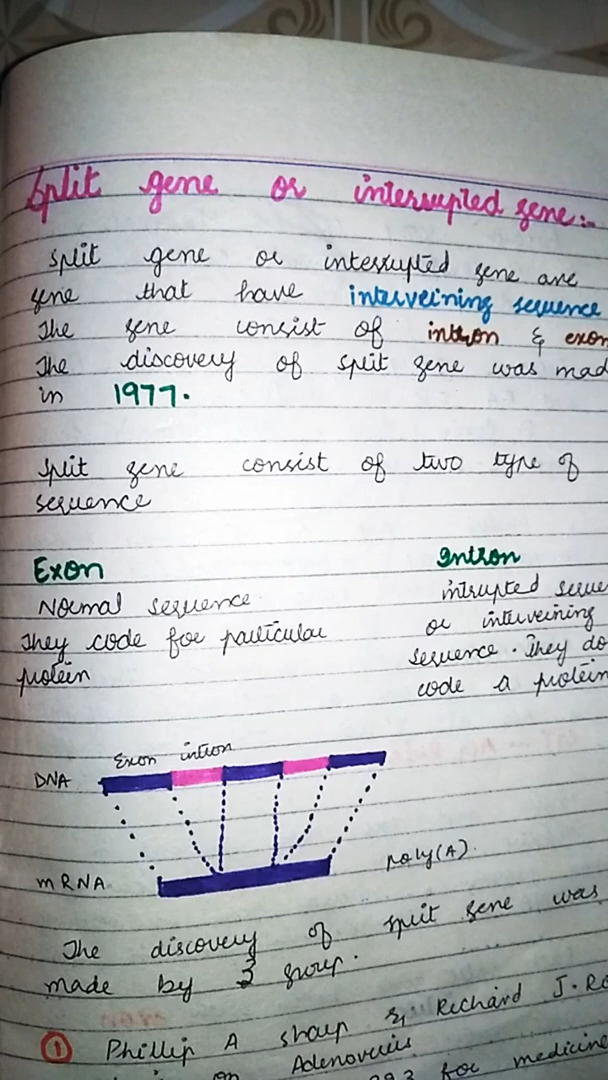 Split gene or interrupted gene:-
split gene or interrupted gene are
gene that have interveining sequence
The gene consist of intron & exon
The discovery of split gene was mad
in 1977.
Split gene consist of two type of
sequence
Exon
Normal sequence
They code for particular
protein
Intron
intrupted seque
or interveining
sequence. They do
code a protein
Exon intron
DNA
mRNA
poly(A).
The discovery of split gene was
made by 3 group.
① Phillip A sharp & Richard J. Ro
on Adenovirus
for medicine